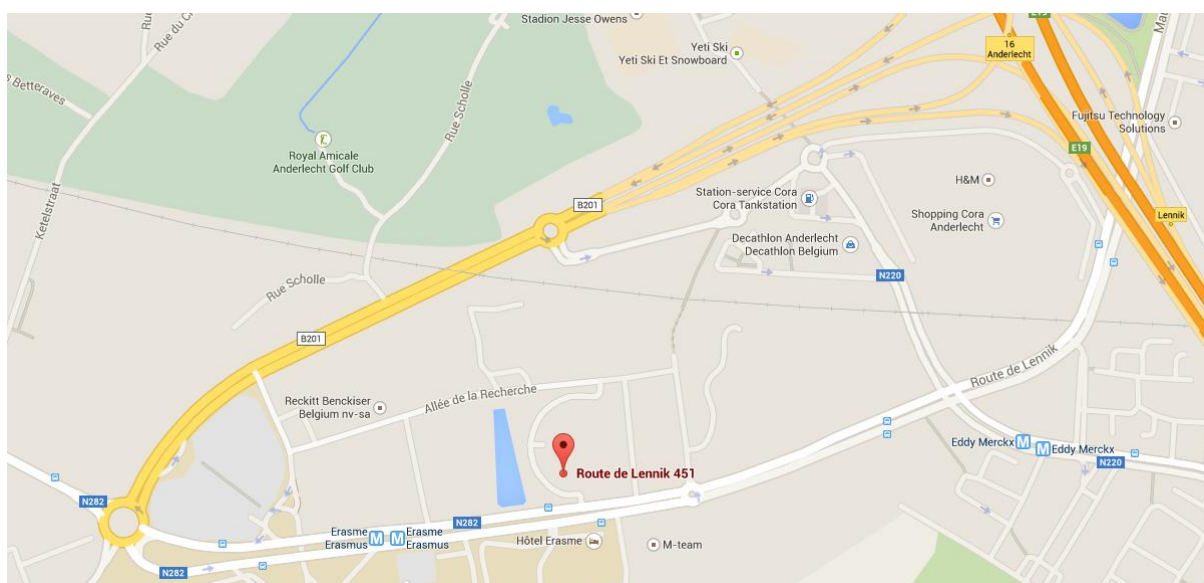 Stadion Jesse Owens
Rue du C
Yeti Ski
Yeti Ski Et Snowboard
16
Anderlecht
E19
s Betteraves
Rue Scholle
Fujitsu Technology
Solutions
Royal Amicale
Anderlecht Golf Club
E19
H&M
Ketelstraat
Station-service Cora
Cora Tankstation
B201
Shopping Cora
Anderlecht
Lennik
Decathlon Anderlecht
Decathlon Belgium
N220
Rue Scholle
B201
Route de Lennik
Allée de la Recherche
Reckitt Benckiser
Belgium nv-sa
Eddy Merckx
Eddy Merckx
N220
Route de Lennik 451
N282
N282
Erasme
Erasmus
Erasme
Erasmus
Hôtel Erasme
M-team
N282